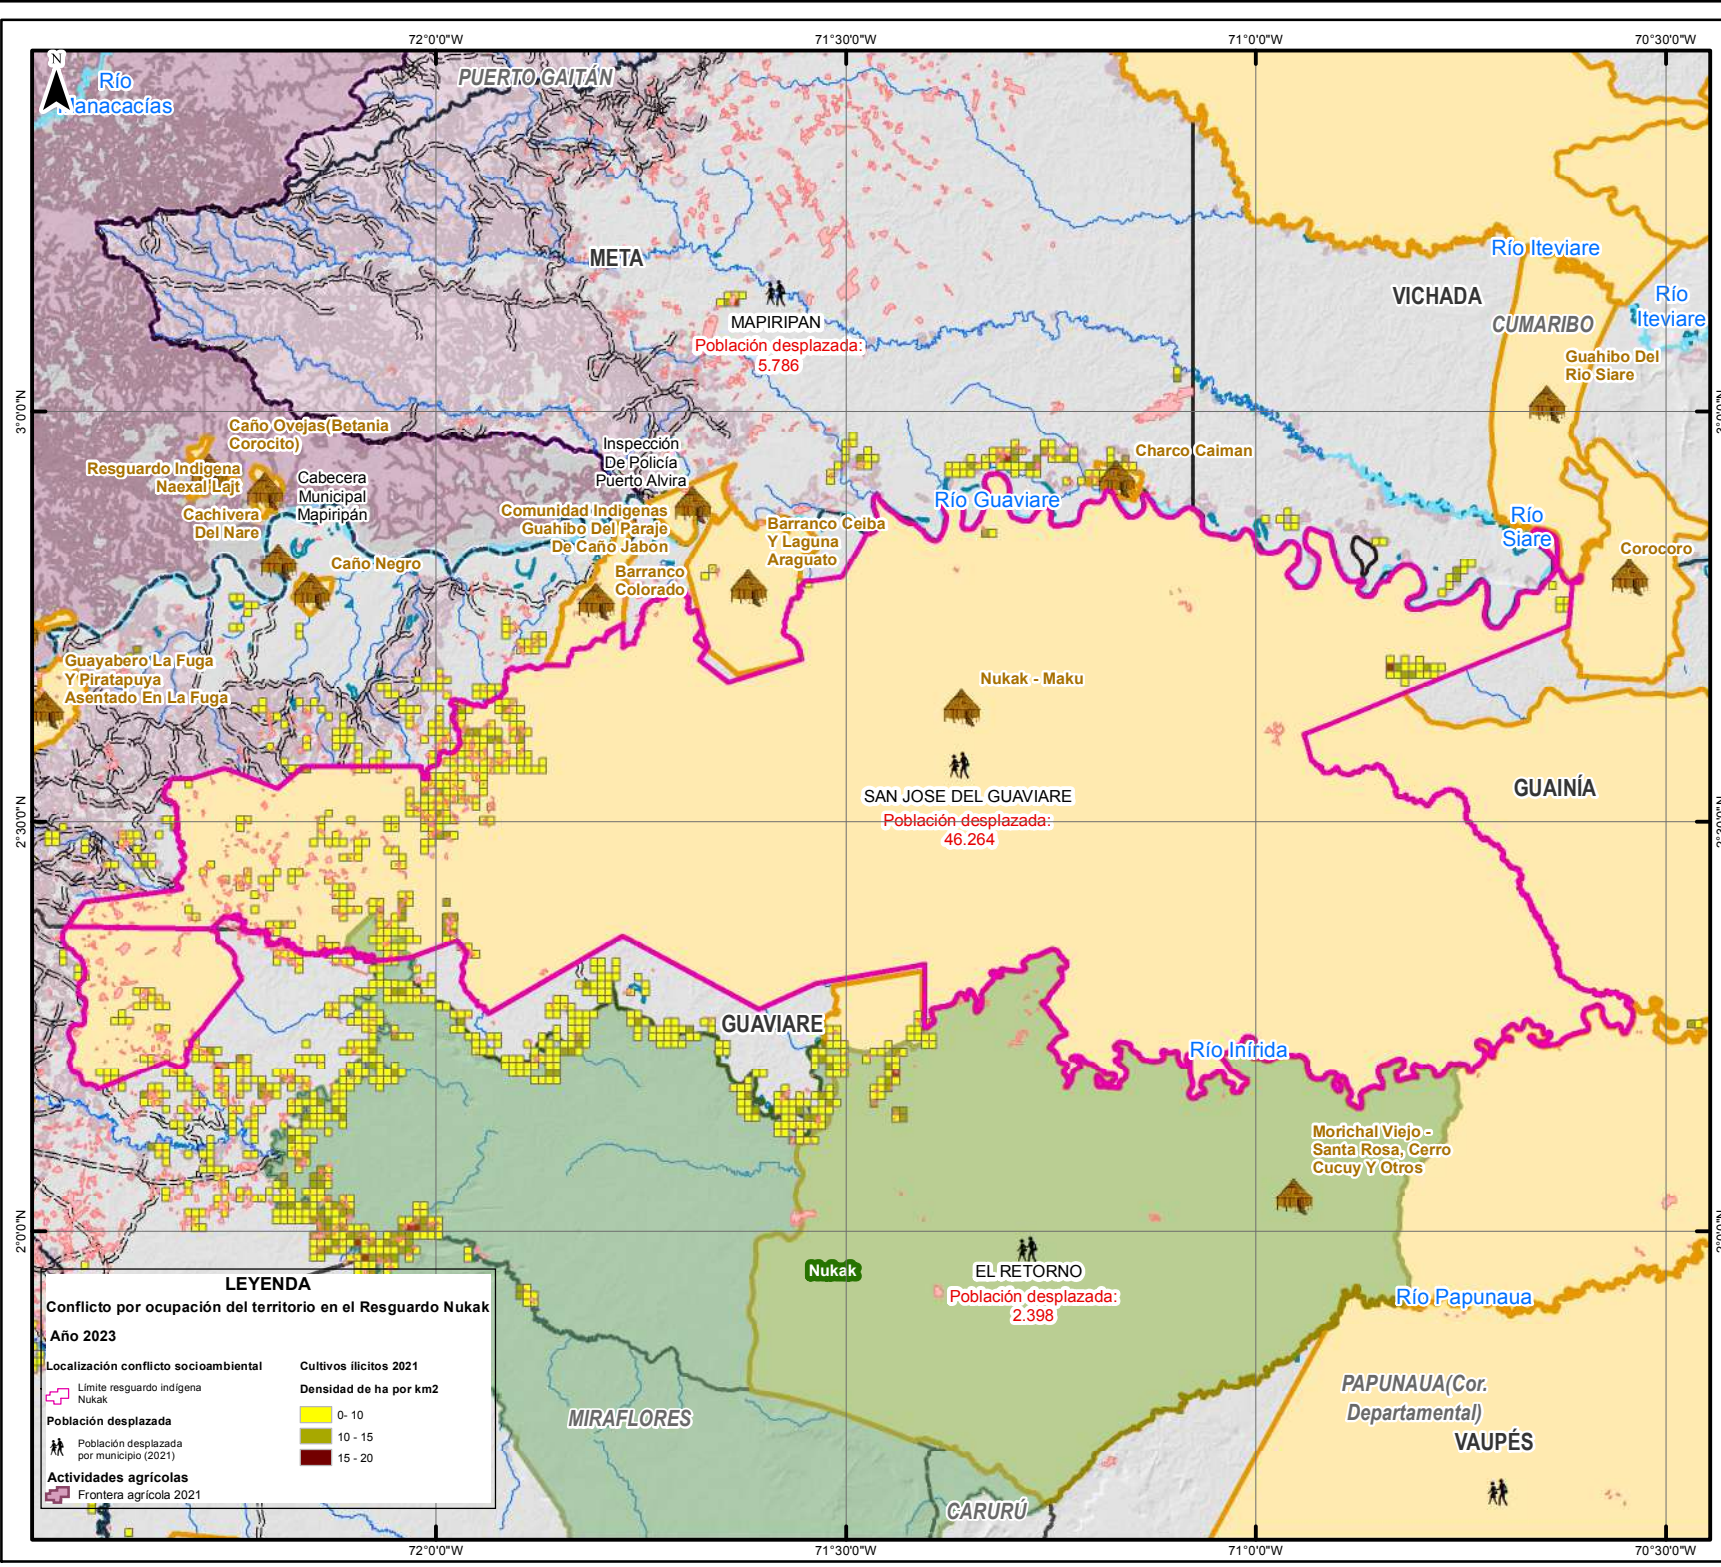 72°0'0"W
71°30'0"W
71°0'0"W
70°30'0"W
N
Río
Manacacías
PUERTO GAITÁN
META
MAPIRIPAN
Población desplazada:
5.786
VICHADA
CUMARIBO
Río Iteviare
Río
Iteviare
Guahibo Del
Rio Siare
3°0'0"N
Caño Ovejas(Betania
Corocito)
Resguardo Indigena
Naexal Lajt
Cachivera
Del Nare
Cabecera
Municipal
Mapiripán
Inspección
De Policía
Puerto Alvira
Comunidad Indigenas
Guahibo Del Paraje
De Caño Jabón
Barranco
Colorado
Barranco Ceiba
Y Laguna
Araguato
Charco Caiman
Río Guaviare
Río
Siare
Corocoro
Caño Negro
Guayabero La Fuga
Y Piratapuya
Asentado En La Fuga
Nukak - Maku
SAN JOSE DEL GUAVIARE
Población desplazada:
46.264
GUAINÍA
2°30'0"N
GUAVIARE
Río Inírida
Morichal Viejo -
Santa Rosa, Cerro
Cucuy Y Otros
2°0'0"N
Nukak
EL RETORNO
Población desplazada:
2.398
Río Papunaua
PAPUNAUA(Cor.
Departamental)
VAUPÉS
MIRAFLORES
CARURÚ
LEYENDA
Conflicto por ocupación del territorio en el Resguardo Nukak
Año 2023
Localización conflicto socioambiental
Límite resguardo indígena
Nukak
Población desplazada
Población desplazada
por municipio (2021)
Actividades agrícolas
Frontera agrícola 2021
Cultivos ílicitos 2021
Densidad de ha por km2
0- 10
10 - 15
15 - 20
72°0'0"W
71°30'0"W
71°0'0"W
70°30'0"W